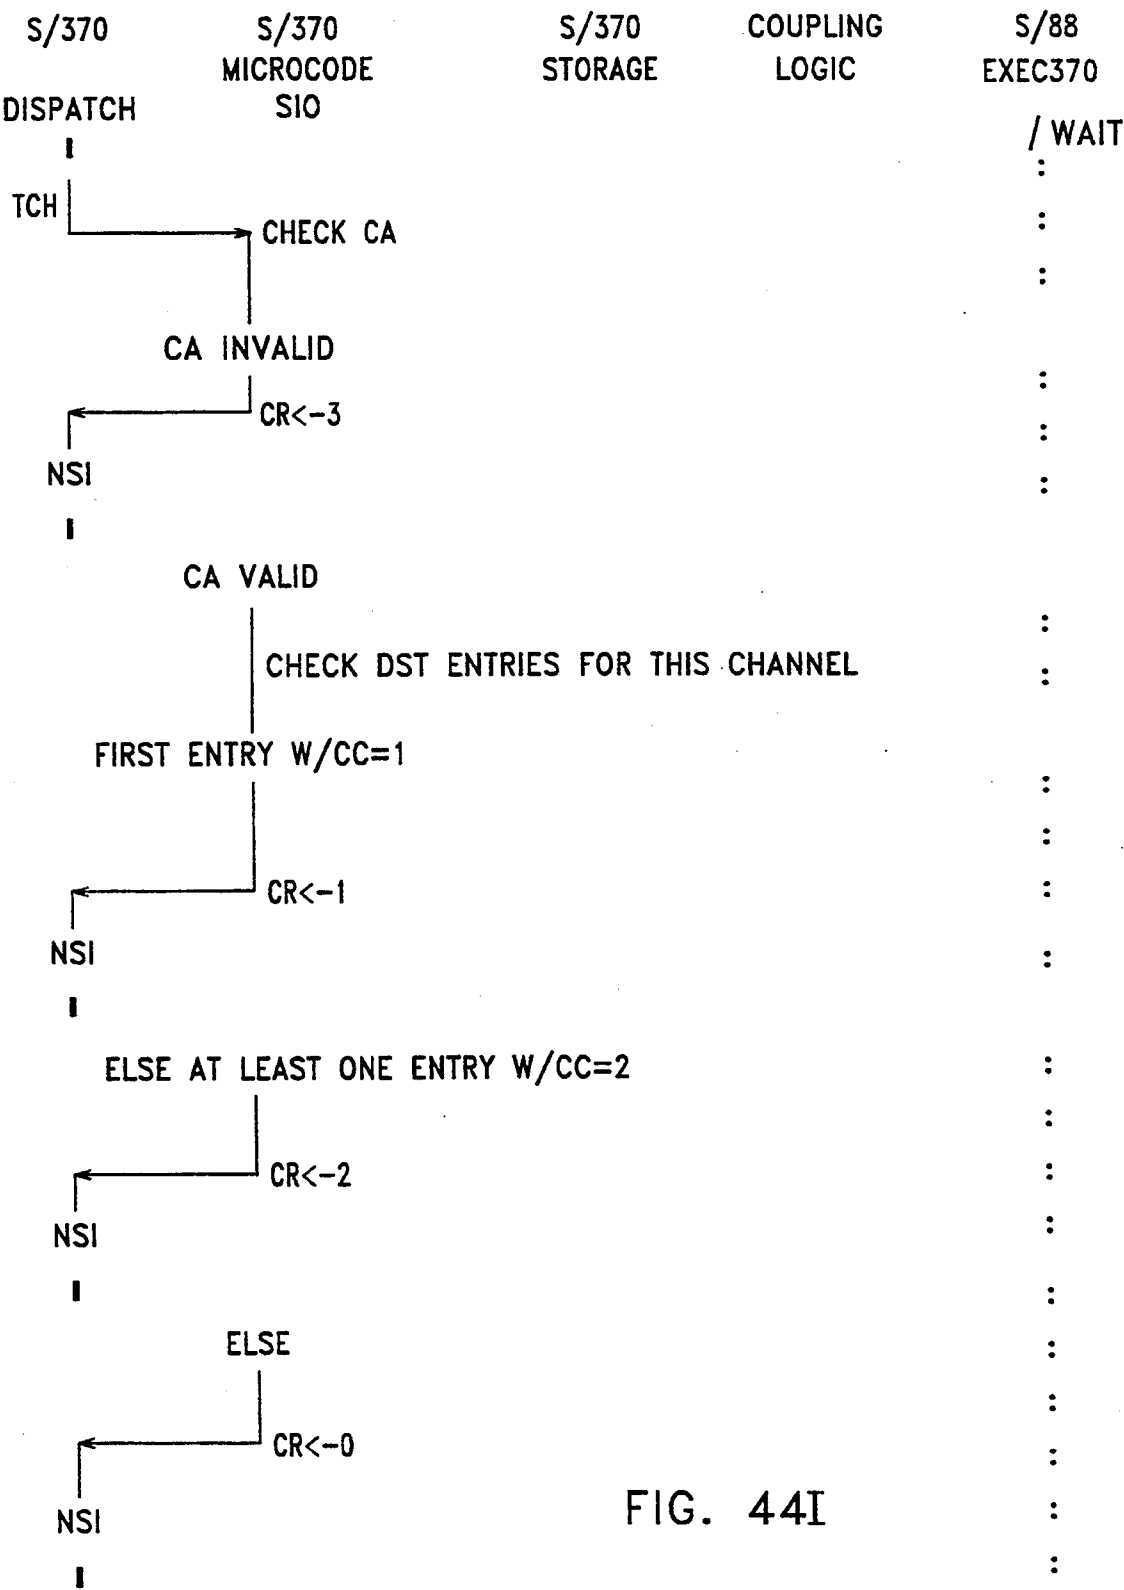 S/370 S/370 S/370 COUPLING S/88
MICROCODE STORAGE LOGIC EXEC370
DISPATCH SIO
/ WAIT
TCH
CHECK CA
CA INVALID
CR<-3
NSI
CA VALID
CHECK DST ENTRIES FOR THIS CHANNEL
FIRST ENTRY W/CC=1
CR<-1
NSI
ELSE AT LEAST ONE ENTRY W/CC=2
CR<-2
NSI
ELSE
CR<-0
NSI
FIG. 44I